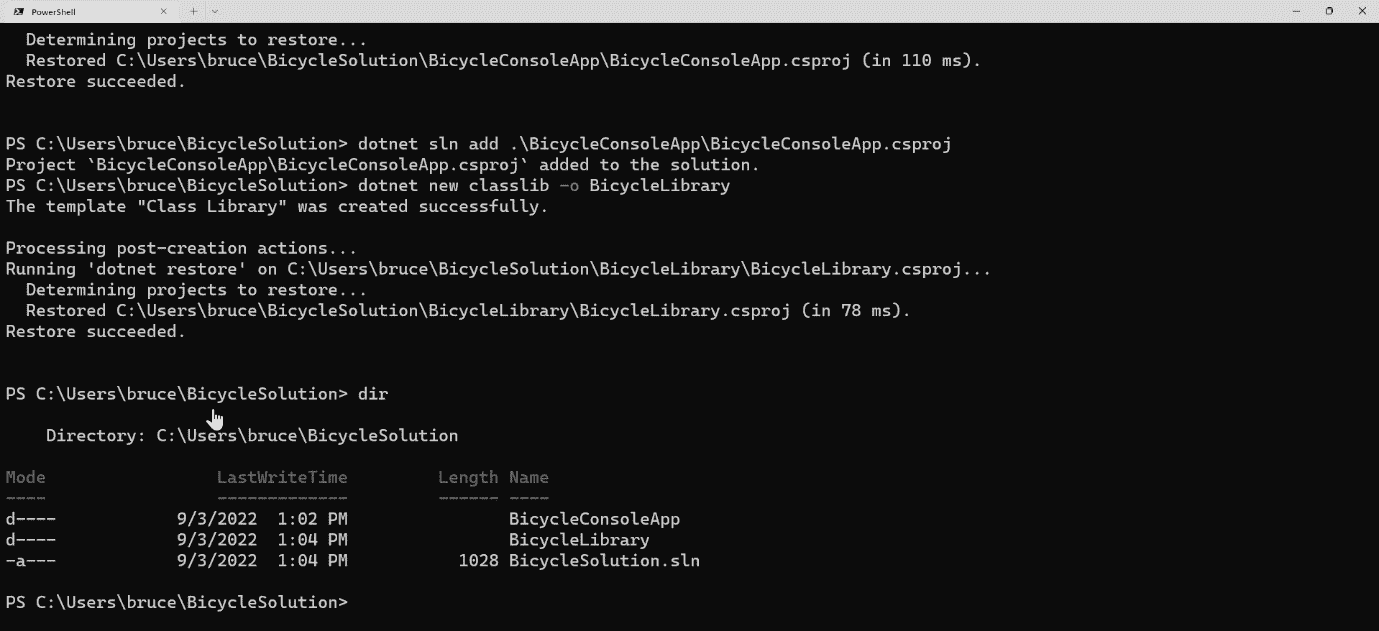 PowerShell
Determining projects to restore...
Restored C:\Users\bruce\BicycleSolution\BicycleConsoleApp\BicycleConsoleApp.csproj (in 110 ms).
Restore succeeded.
PS C:\Users\bruce\BicycleSolution> dotnet sln add .\BicycleConsoleApp\BicycleConsoleApp.csproj
Project `BicycleConsoleApp\BicycleConsoleApp.csproj` added to the solution.
PS C:\Users\bruce\BicycleSolution> dotnet new classlib -o BicycleLibrary
The template "Class Library" was created successfully.
Processing post-creation actions...
Running 'dotnet restore' on C:\Users\bruce\BicycleSolution\BicycleLibrary\BicycleLibrary.csproj...
Determining projects to restore...
Restored C:\Users\bruce\BicycleSolution\BicycleLibrary\BicycleLibrary.csproj (in 78 ms).
Restore succeeded.
PS C:\Users\bruce\BicycleSolution> dir
Directory: C:\Users\bruce\BicycleSolution
Mode                 LastWriteTime         Length Name
----                 -------------         ------ ----
d----            9/3/2022  1:02 PM                BicycleConsoleApp
d----            9/3/2022  1:04 PM                BicycleLibrary
-a---            9/3/2022  1:04 PM           1028 BicycleSolution.sln
PS C:\Users\bruce\BicycleSolution>